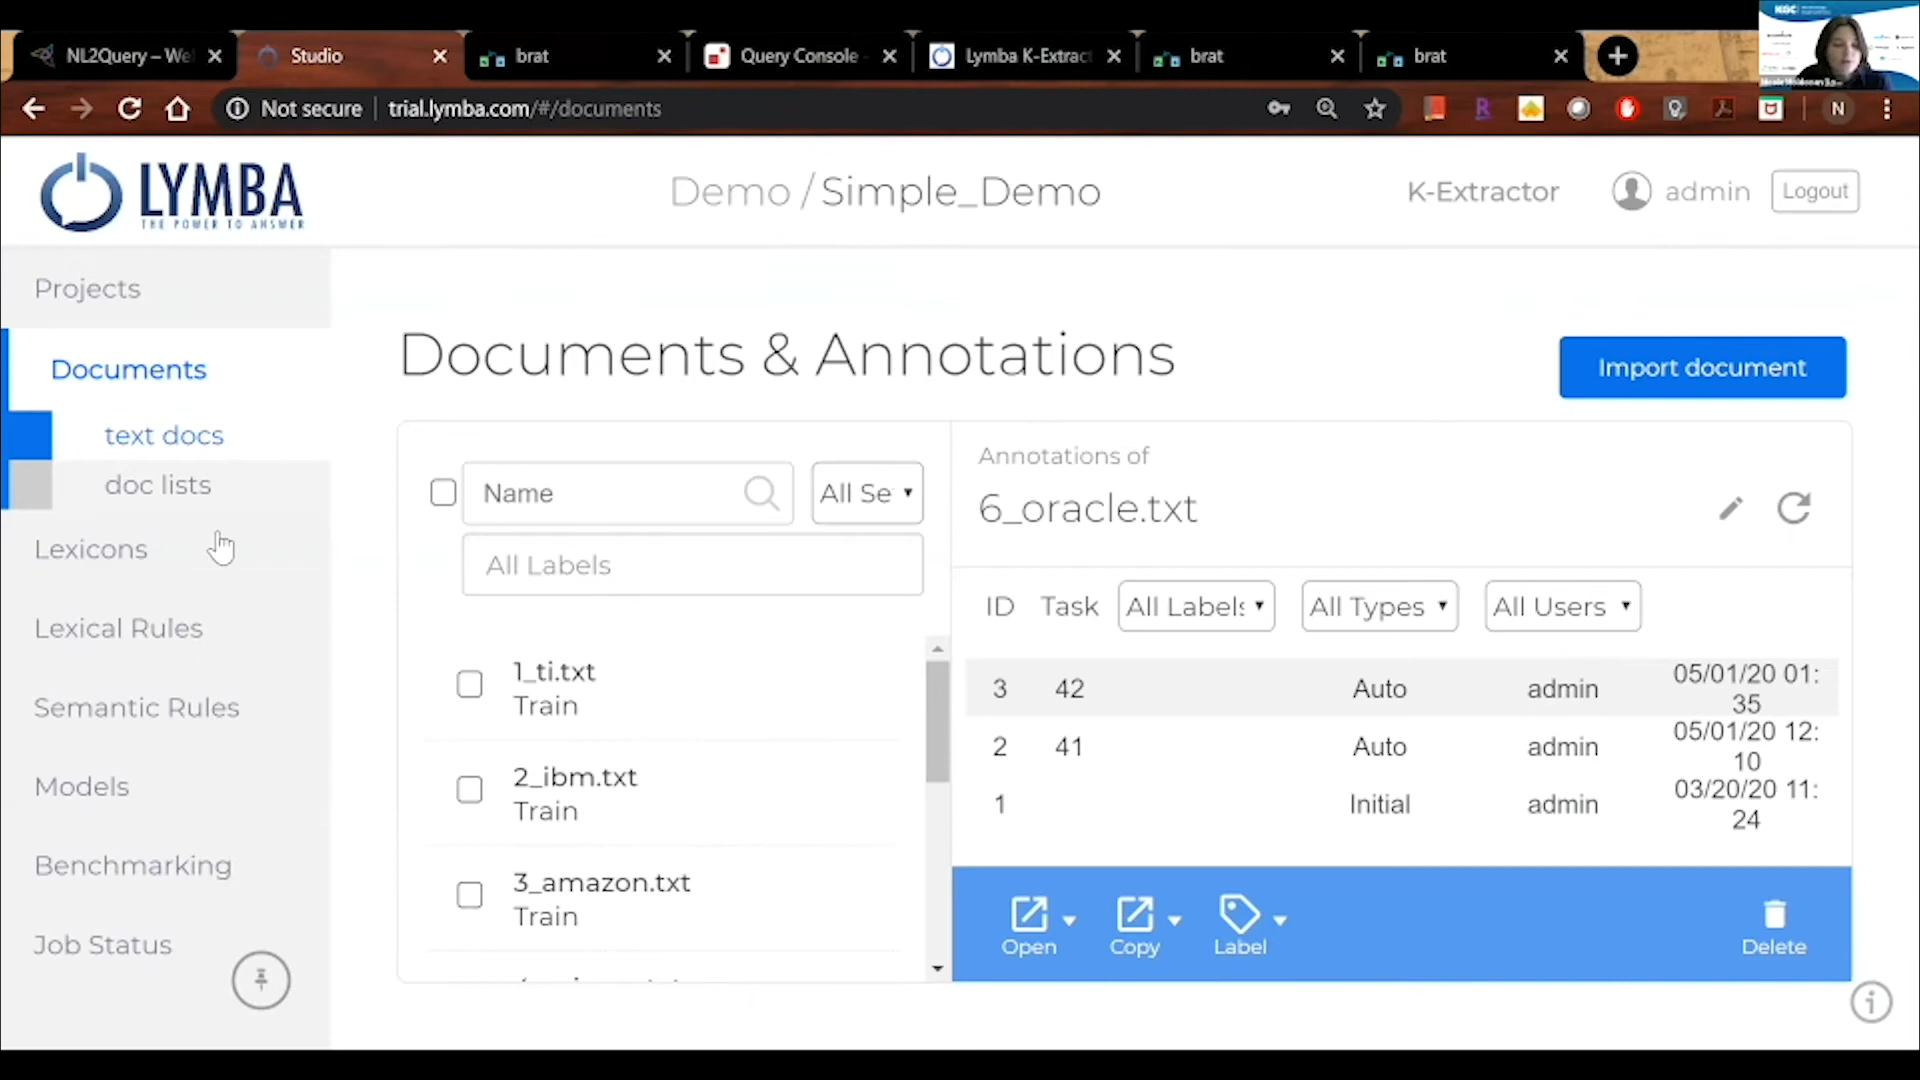 KGC
NL2Query – We
Studio
brat
Query Console -
Lymba K-Extract
brat
brat
Not secure
trial.lymba.com/#/documents
N
LYMBA
THE POWER TO ANSWER
Demo / Simple_Demo
K-Extractor
admin
Logout
Projects
Documents
text docs
doc lists
Lexicons
Lexical Rules
Semantic Rules
Models
Benchmarking
Job Status
Documents & Annotations
Import document
Name
All Se
All Labels
1_ti.txt
Train
2_ibm.txt
Train
3_amazon.txt
Train
Annotations of
6_oracle.txt
ID Task All Labels All Types All Users
3 42 Auto admin 05/01/20 01:
35
2 41 Auto admin 05/01/20 12:
10
1 Initial admin 03/20/20 11:
24
Open
Copy
Label
Delete